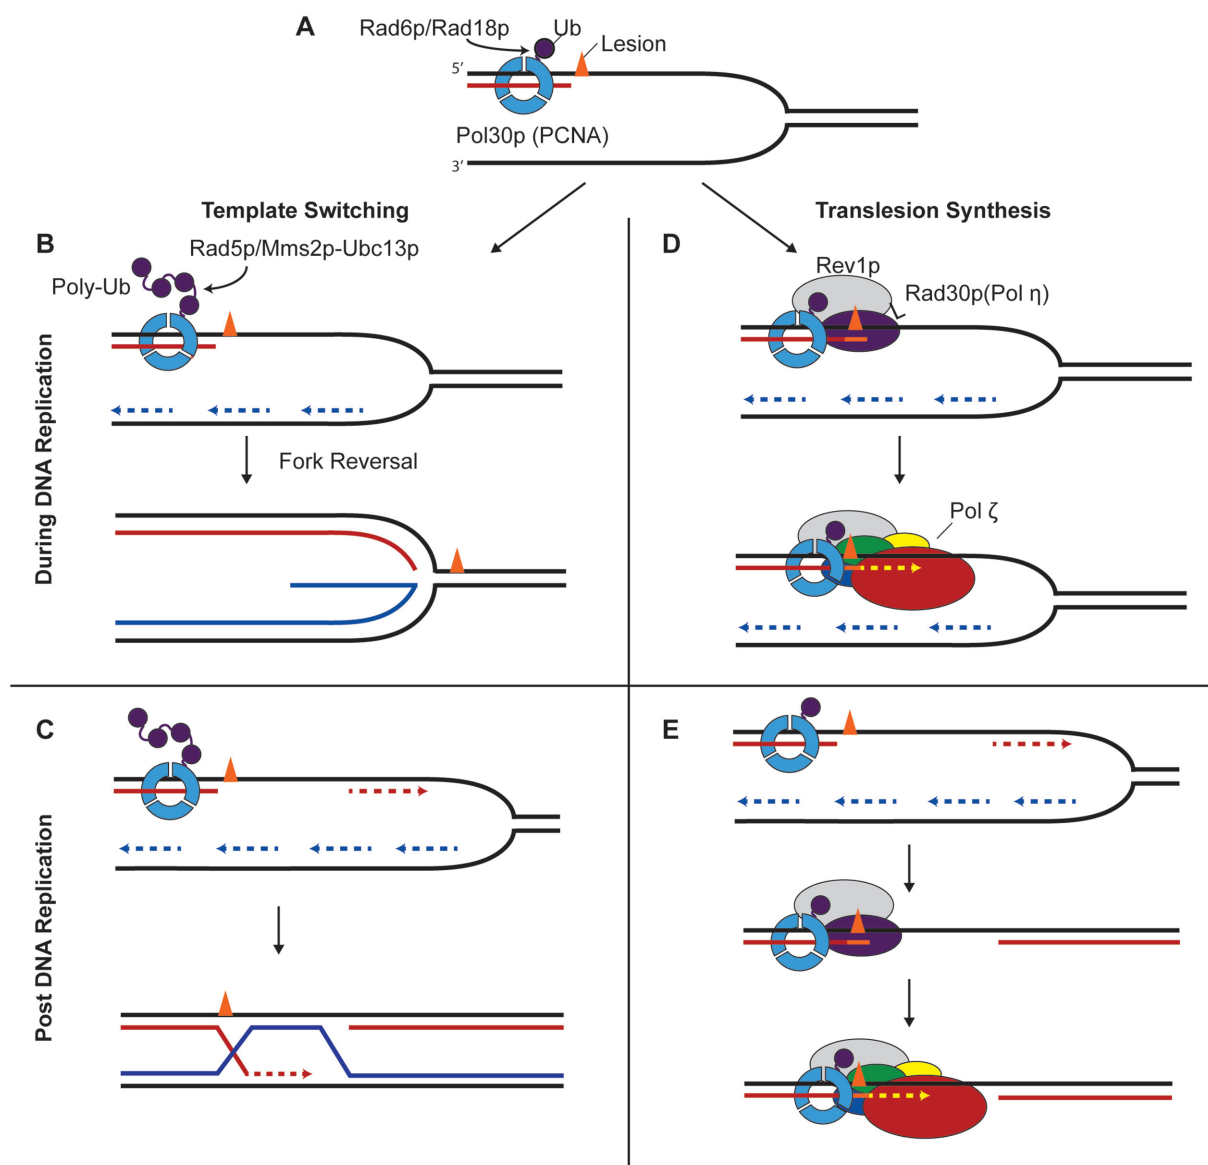 A
Rad6p/Rad18p
Ub
Lesion
5′
Pol30p (PCNA)
3′
Template Switching
Translesion Synthesis
B
Rad5p/Mms2p-Ubc13p
Poly-Ub
Fork Reversal
During DNA Replication
D
Rev1p
Rad30p(Pol η)
Pol ζ
C
Post DNA Replication
E